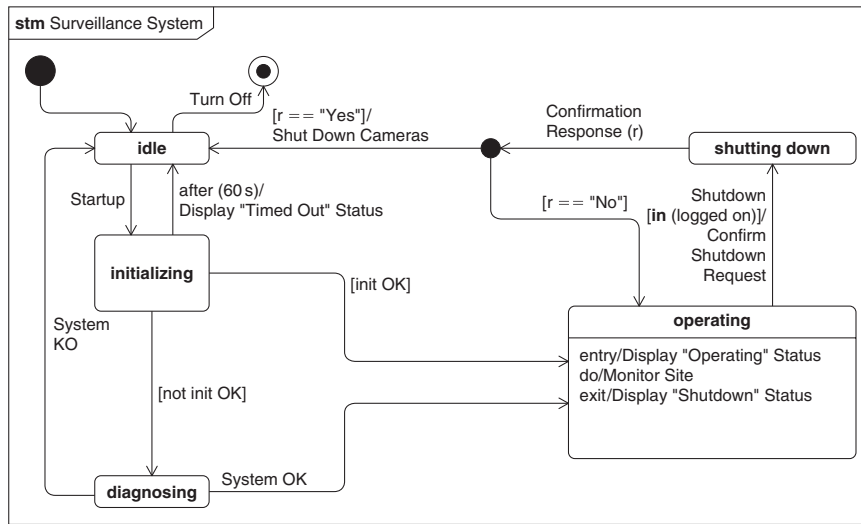 stm Surveillance System
Turn Off
[r == "Yes"]/
Shut Down Cameras
Confirmation
Response (r)
idle
shutting down
Startup
after (60 s)/
Display "Timed Out" Status
[r == "No"]
Shutdown
[in (logged on)]/
Confirm
Shutdown
Request
initializing
[init OK]
System
KO
operating
entry/Display "Operating" Status
do/Monitor Site
exit/Display "Shutdown" Status
[not init OK]
diagnosing
System OK